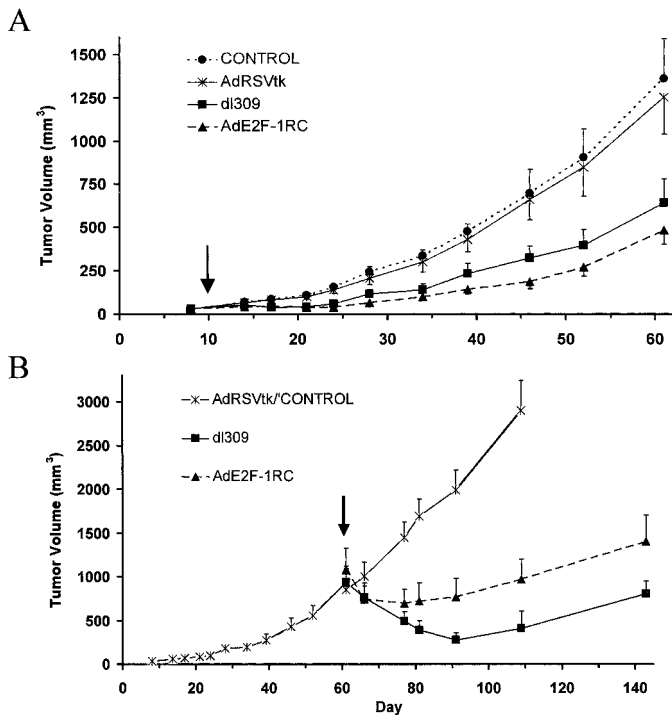 A
Tumor Volume (mm3)
1500
1250
1000
750
500
250
0
CONTROL
AdRSVtk
dl309
AdE2F-1RC
0 10 20 30 40 50 60
B
Tumor Volume (mm3)
3000
2500
2000
1500
1000
500
0
AdRSVtk/'CONTROL
dl309
AdE2F-1RC
0 20 40 60 80 100 120 140
Day